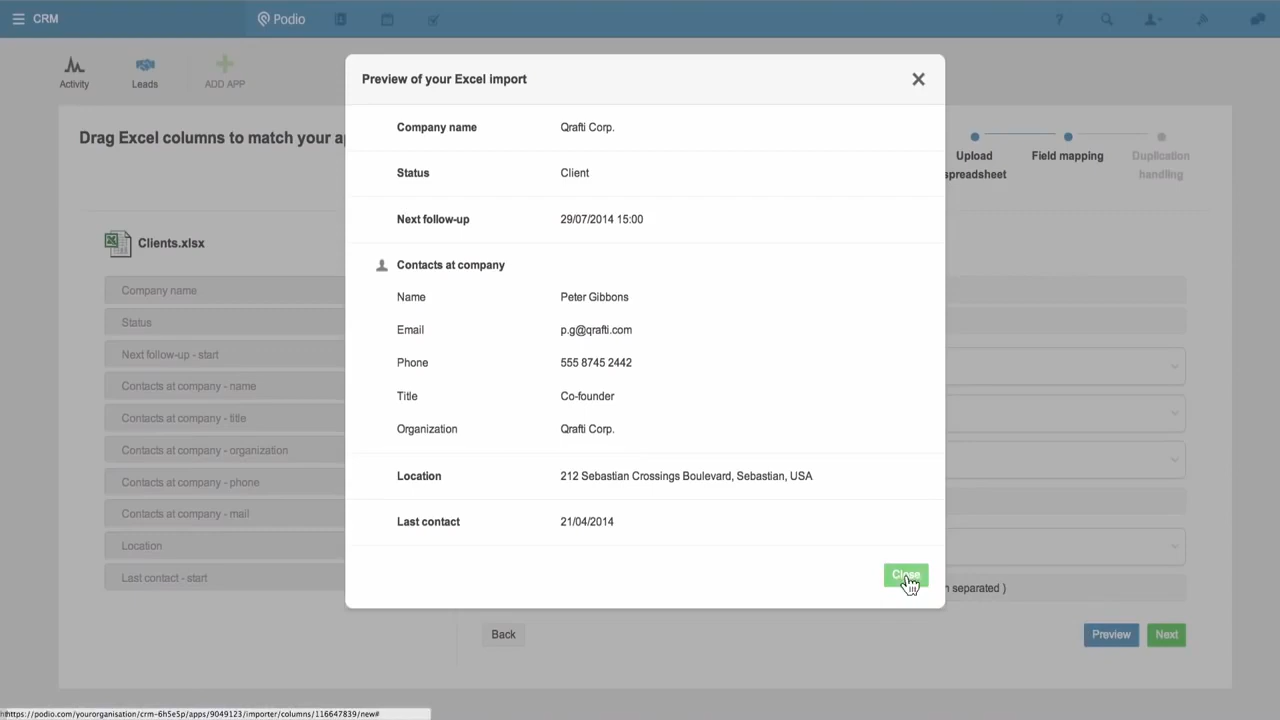 CRM
Podio
?
Activity
Leads
ADD APP
Drag Excel columns to match your a
Upload
spreadsheet
Field mapping
Duplication
handling
Clients.xlsx
Company name
Status
Next follow-up - start
Contacts at company - name
Contacts at company - title
Contacts at company - organization
Contacts at company - phone
Contacts at company - mail
Location
Last contact - start
Preview of your Excel import
Company name Qrafti Corp.
Status Client
Next follow-up 29/07/2014 15:00
Contacts at company
Name Peter Gibbons
Email p.g@qrafti.com
Phone 555 8745 2442
Title Co-founder
Organization Qrafti Corp.
Location 212 Sebastian Crossings Boulevard, Sebastian, USA
Last contact 21/04/2014
Close
separated )
Back
Preview
Next
https://podio.com/yourorganisation/crm-6h5e5p/apps/9049123/importer/columns/116647839/new#